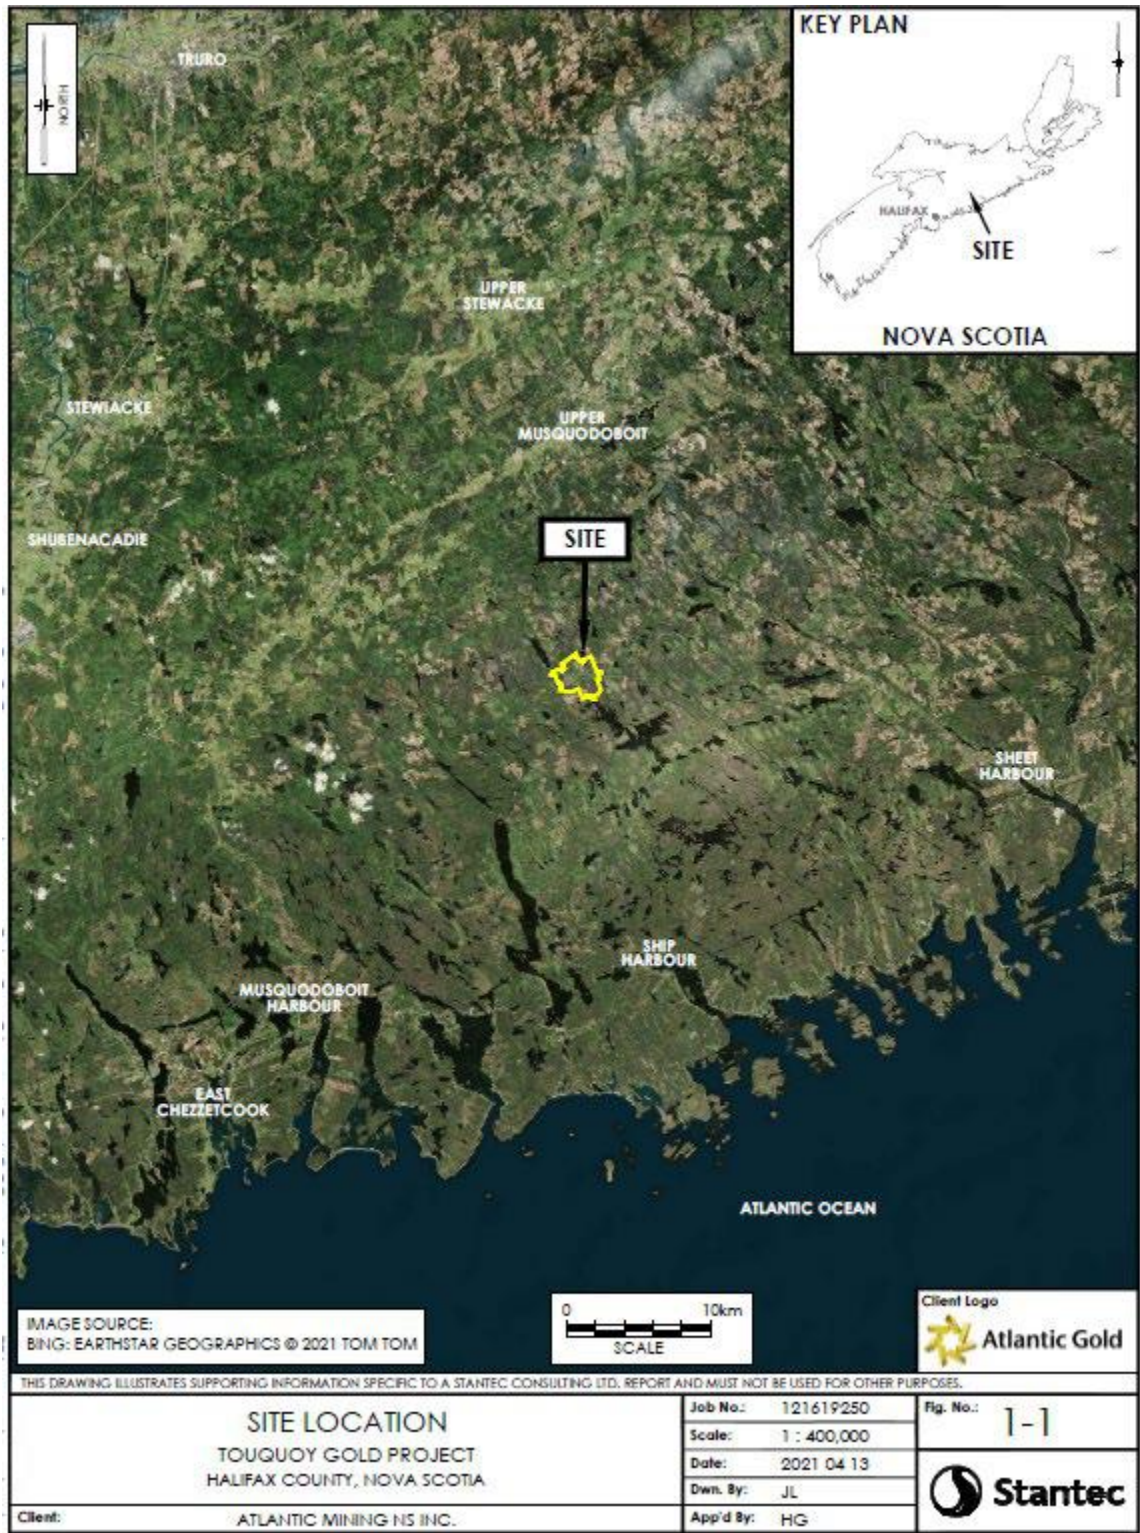 KEY PLAN
NORTH
HALIFAX
SITE
NOVA SCOTIA
TRURO
UPPER
STEWACKE
STEWIACKE
UPPER
MUSQUODOBOIT
SHUBENACADIE
SITE
SHEET
HARBOUR
SHIP
HARBOUR
MUSQUODOBOIT
HARBOUR
EAST
CHEZZETCOOK
ATLANTIC OCEAN
IMAGE SOURCE:
BING: EARTHSTAR GEOGRAPHICS © 2021 TOM TOM
0 10km
SCALE
Client Logo
Atlantic Gold
THIS DRAWING ILLUSTRATES SUPPORTING INFORMATION SPECIFIC TO A STANTEC CONSULTING LTD. REPORT AND MUST NOT BE USED FOR OTHER PURPOSES.
SITE LOCATION
TOUQUOY GOLD PROJECT
HALIFAX COUNTY, NOVA SCOTIA
Client: ATLANTIC MINING NS INC.
Job No.: 121619250
Scale: 1 : 400,000
Date: 2021 04 13
Dwn. By: JL
App'd By: HG
Fig. No.: 1-1
Stantec